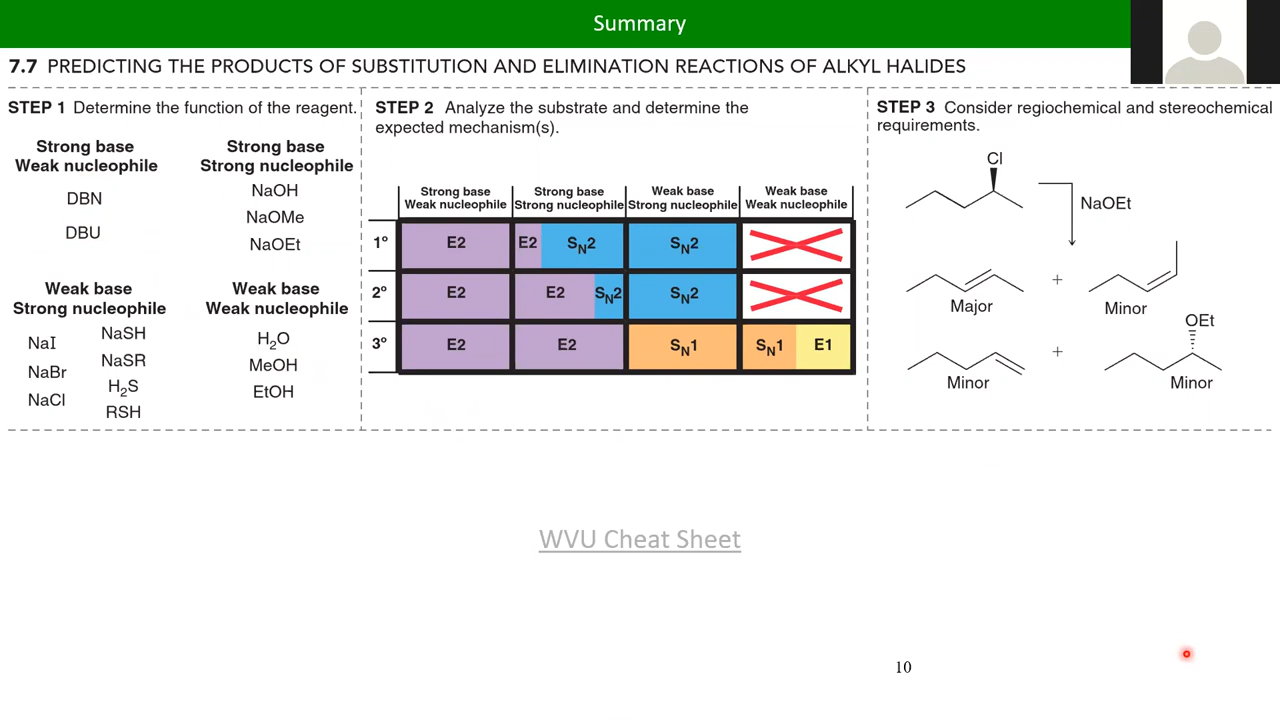 Summary
7.7 PREDICTING THE PRODUCTS OF SUBSTITUTION AND ELIMINATION REACTIONS OF ALKYL HALIDES
STEP 1 Determine the function of the reagent.
Strong base
Weak nucleophile
DBN
DBU
Strong base
Strong nucleophile
NaOH
NaOMe
NaOEt
Weak base
Strong nucleophile
NaI
NaBr
NaCl
NaSH
NaSR
H₂S
RSH
Weak base
Weak nucleophile
H₂O
MeOH
EtOH
STEP 2 Analyze the substrate and determine the
expected mechanism(s).
Strong base
Weak nucleophile
Strong base
Strong nucleophile
Weak base
Strong nucleophile
Weak base
Weak nucleophile
1° E2 E2 SN2 SN2
2° E2 E2 SN2 SN2
3° E2 E2 SN1 SN1 E1
STEP 3 Consider regiochemical and stereochemical
requirements.
Cl
NaOEt
+
Major Minor
OEt
+
Minor Minor
WVU Cheat Sheet
10